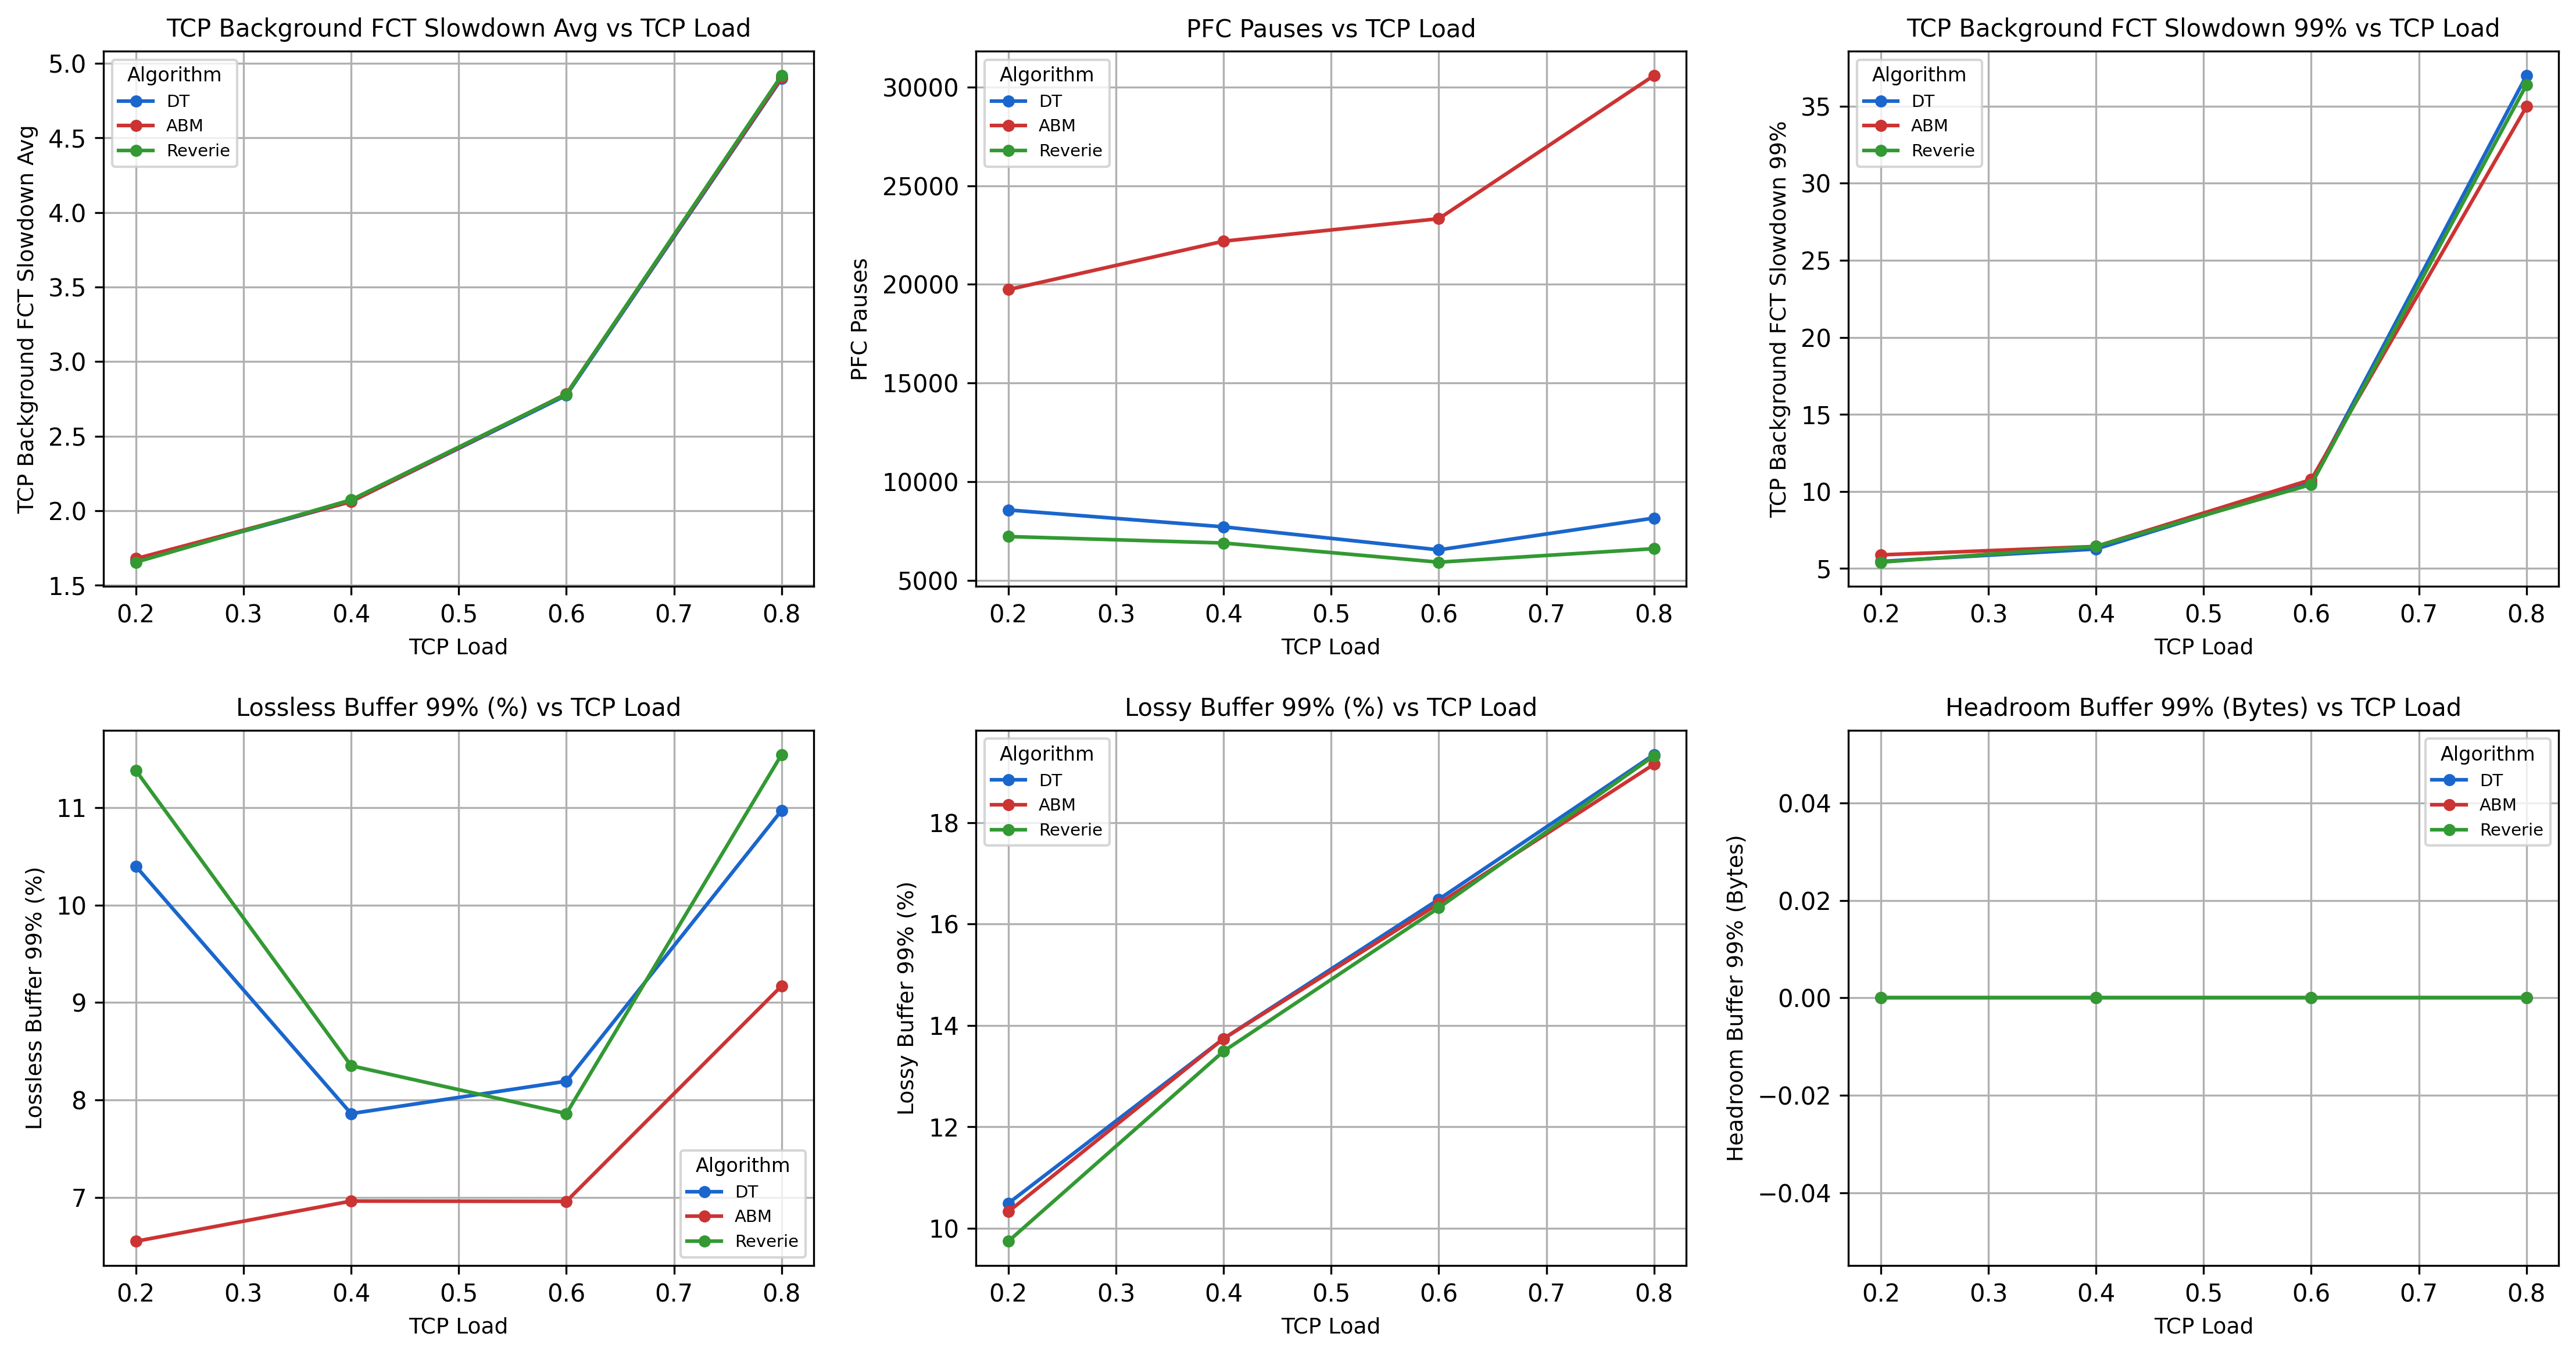 TCP Background FCT Slowdown Avg vs TCP Load
TCP Background FCT Slowdown Avg
5.0
4.5
4.0
3.5
3.0
2.5
2.0
1.5
Algorithm
DT
ABM
Reverie
0.2 0.3 0.4 0.5 0.6 0.7 0.8
TCP Load
PFC Pauses vs TCP Load
PFC Pauses
30000
25000
20000
15000
10000
5000
Algorithm
DT
ABM
Reverie
0.2 0.3 0.4 0.5 0.6 0.7 0.8
TCP Load
TCP Background FCT Slowdown 99% vs TCP Load
TCP Background FCT Slowdown 99%
35
30
25
20
15
10
5
Algorithm
DT
ABM
Reverie
0.2 0.3 0.4 0.5 0.6 0.7 0.8
TCP Load
Lossless Buffer 99% (%) vs TCP Load
Lossless Buffer 99% (%)
11
10
9
8
7
Algorithm
DT
ABM
Reverie
0.2 0.3 0.4 0.5 0.6 0.7 0.8
TCP Load
Lossy Buffer 99% (%) vs TCP Load
Lossy Buffer 99% (%)
18
16
14
12
10
Algorithm
DT
ABM
Reverie
0.2 0.3 0.4 0.5 0.6 0.7 0.8
TCP Load
Headroom Buffer 99% (Bytes) vs TCP Load
Headroom Buffer 99% (Bytes)
0.04
0.02
0.00
−0.02
−0.04
Algorithm
DT
ABM
Reverie
0.2 0.3 0.4 0.5 0.6 0.7 0.8
TCP Load